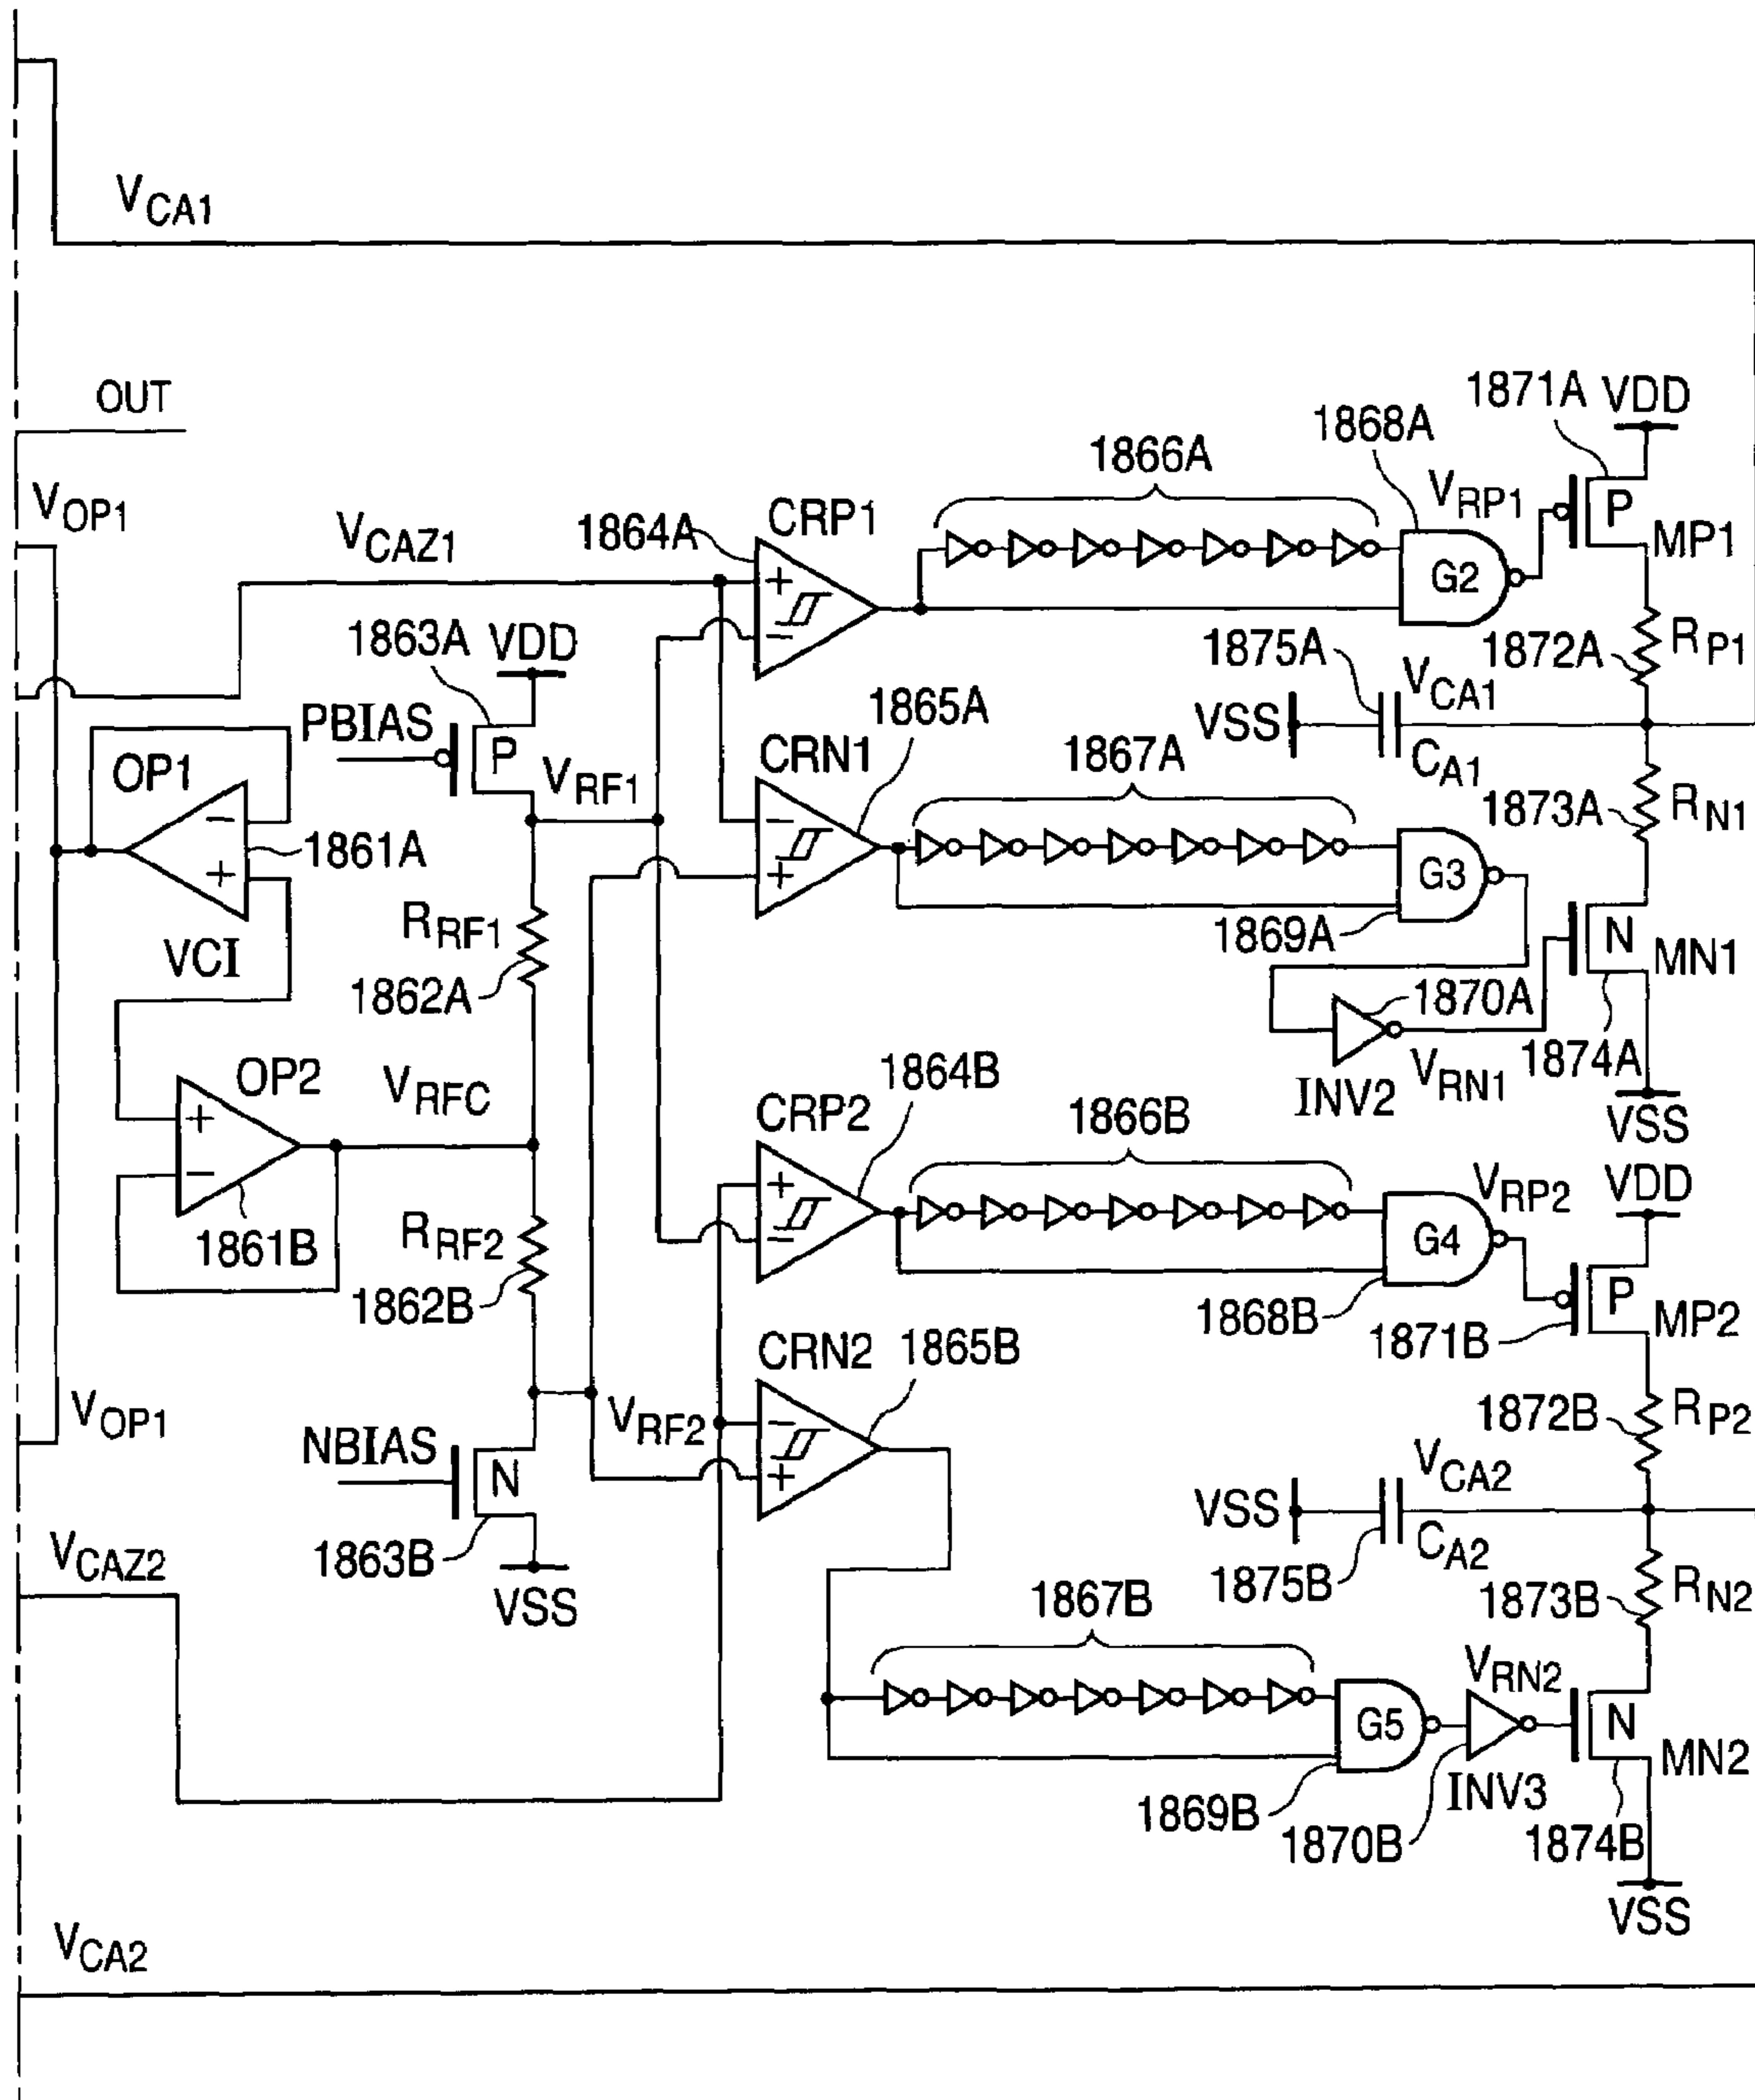 VCA1
OUT
1871A VDD
1868A
1866A
VOP1
VRP1
P
MP1
CRP1
1864A
VCAZ1
+
−
G2
1863A
VDD
1875A
1872A
RP1
VCA1
VSS
CA1
PBIAS
P
VRF1
1865A
CRN1
1867A
OP1
−
+
1861A
−
+
G3
1873A
RN1
VCI
RRF1
1862A
1869A
N
MN1
1870A
INV2
VRN1
1874A
VSS
OP2
VRFC
+
−
1861B
CRP2
1864B
1866B
+
−
G4
VRP2
VDD
RRF2
1862B
1868B
P
MP2
1871B
CRN2
1865B
−
+
VOP1
NBIAS
N
VRF2
1872B
RP2
VCA2
VSS
CA2
1875B
VCAZ2
1863B
VSS
1867B
1873B
RN2
VRN2
G5
N
MN2
1869B
INV3
1870B
1874B
VSS
VCA2